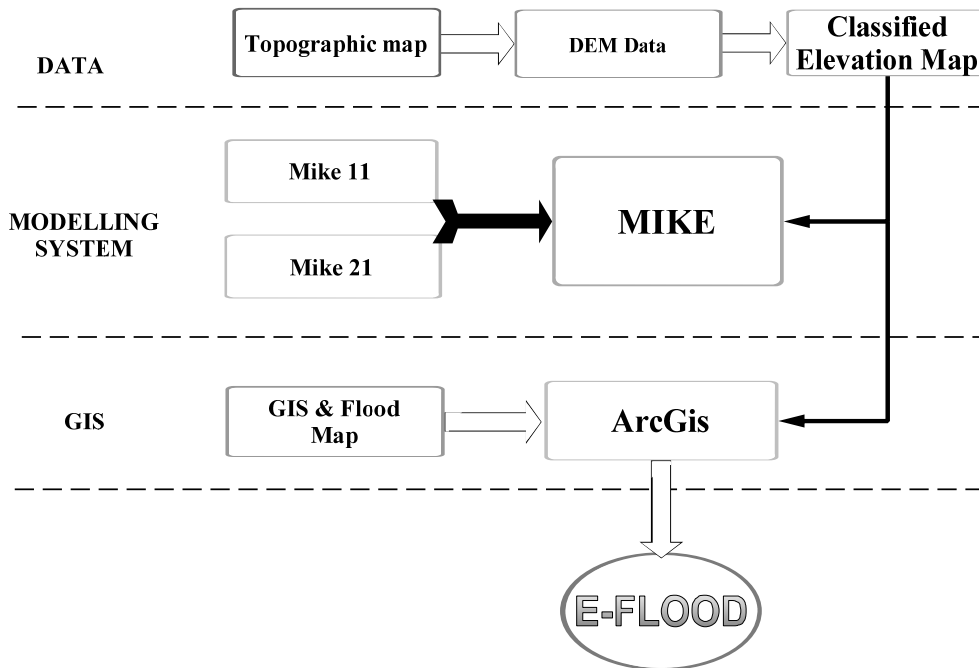 DATA
Topographic map
DEM Data
Classified
Elevation Map
MODELLING
SYSTEM
Mike 11
Mike 21
MIKE
GIS
GIS & Flood
Map
ArcGis
E-FLOOD